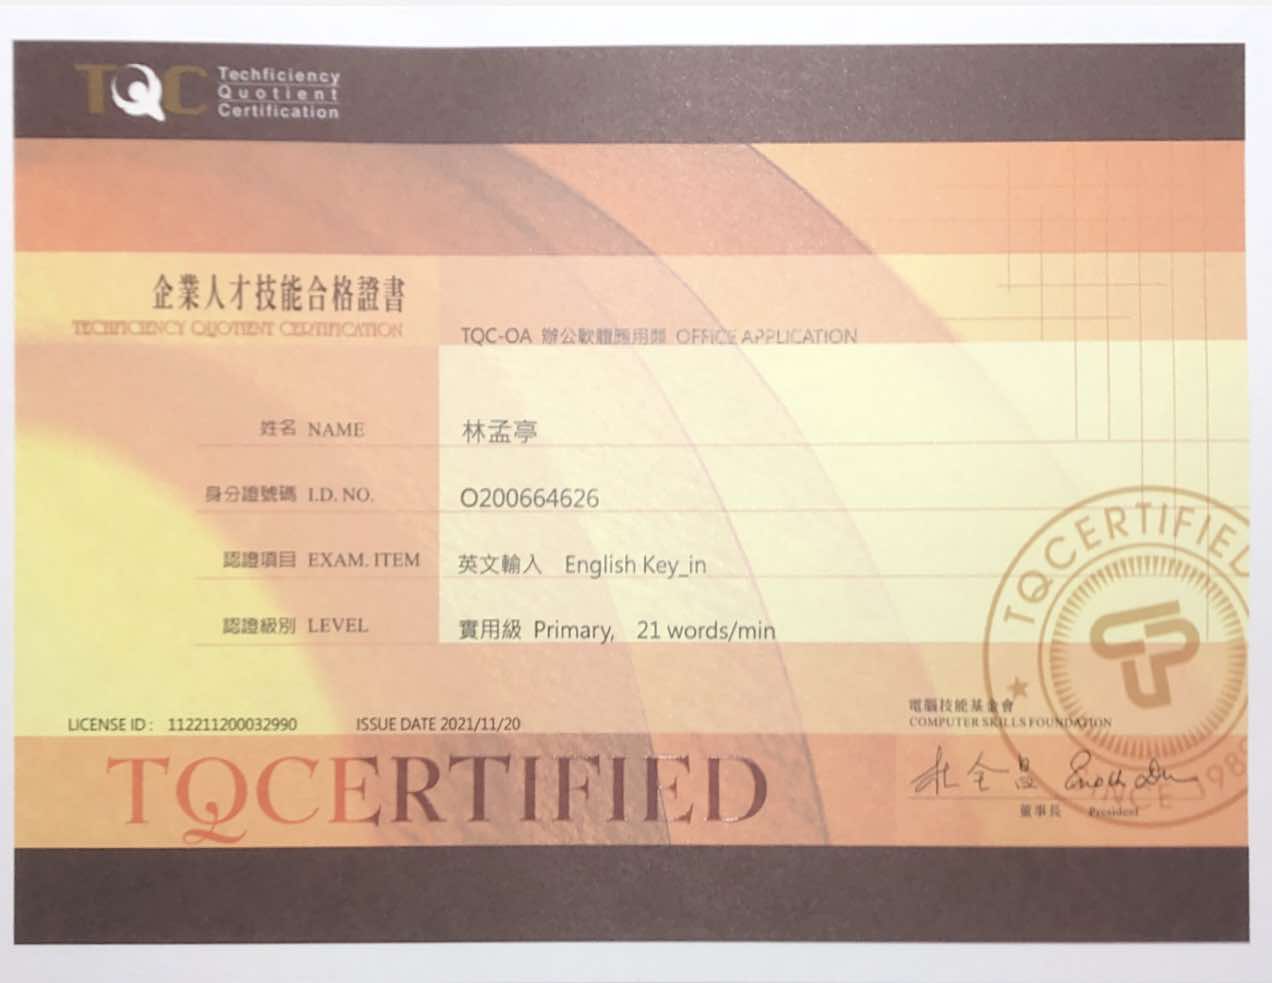 TQC Techficiency
Quotient
Certification
企業人才技能合格證書
TECHFICIENCY QUOTIENT CERTIFICATION
TQC-OA 辦公軟體應用類 OFFICE APPLICATION
姓名 NAME 林孟亭
身分證號碼 I.D. NO. O200664626
認證項目 EXAM. ITEM 英文輸入 English Key_in
認證級別 LEVEL 實用級 Primary, 21 words/min
LICENSE ID : 112211200032990 ISSUE DATE 2021/11/20
電腦技能基金會
COMPUTER SKILLS FOUNDATION
TQCERTIFIED
董事長 President
TQCERTIFIED